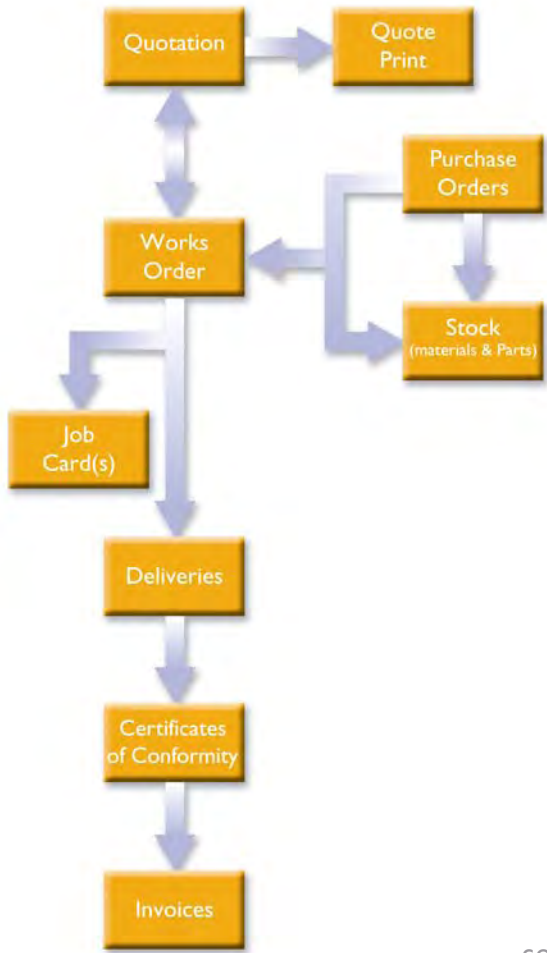 Quotation
Quote
Print
Purchase
Orders
Works
Order
Stock
(materials & Parts)
Job
Card(s)
Deliveries
Certificates
of Conformity
Invoices